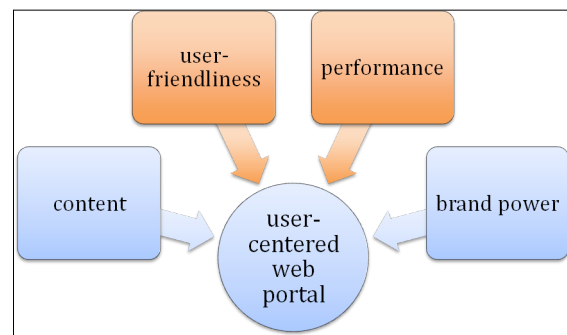 user-
friendliness
performance
content
brand power
user-
centered
web
portal